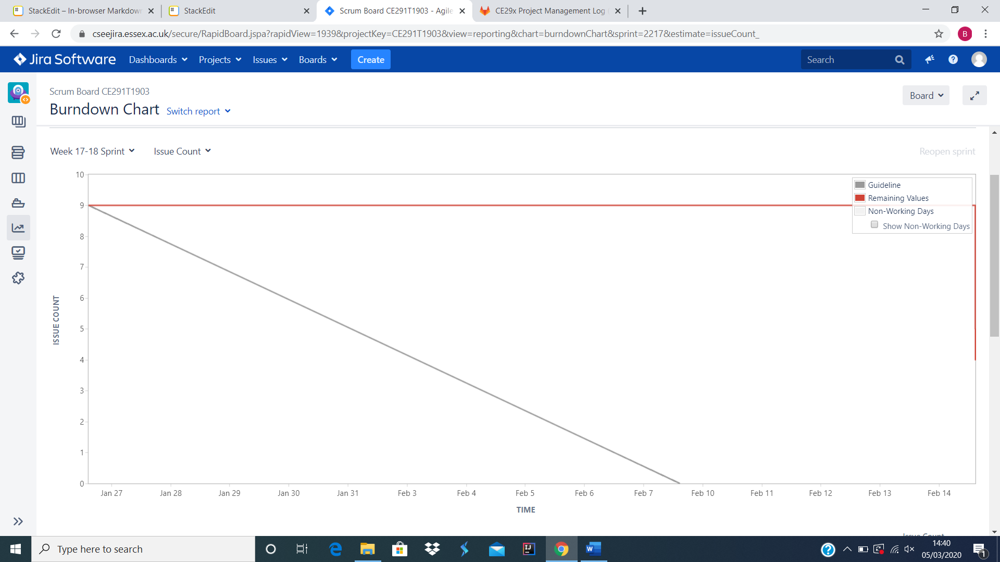 StackEdit – In-browser Markdown
StackEdit
Scrum Board CE291T1903 - Agile
CE29x Project Management Log
cseejira.essex.ac.uk/secure/RapidBoard.jspa?rapidView=1939&projectKey=CE291T1903&view=reporting&chart=burndownChart&sprint=2217&estimate=issueCount_
B
Jira Software
Dashboards
Projects
Issues
Boards
Create
Search
Scrum Board CE291T1903
Burndown Chart
Switch report
Board
Week 17-18 Sprint
Issue Count
Reopen sprint
Guideline
Remaining Values
Non-Working Days
Show Non-Working Days
10
9
8
7
6
5
4
3
2
1
0
ISSUE COUNT
Jan 27
Jan 28
Jan 29
Jan 30
Jan 31
Feb 3
Feb 4
Feb 5
Feb 6
Feb 7
Feb 10
Feb 11
Feb 12
Feb 13
Feb 14
TIME
Issue Count
Type here to search
14:40
05/03/2020
1